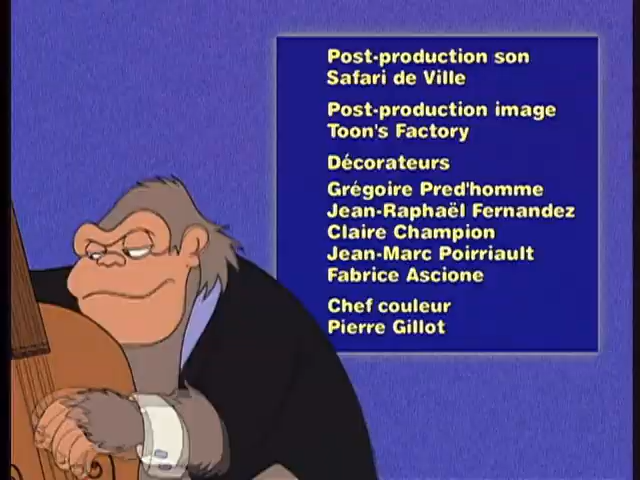 Post-production son
Safari de Ville
Post-production image
Toon's Factory
Décorateurs
Grégoire Pred'homme
Jean-Raphaël Fernandez
Claire Champion
Jean-Marc Poirriault
Fabrice Ascione
Chef couleur
Pierre Gillot